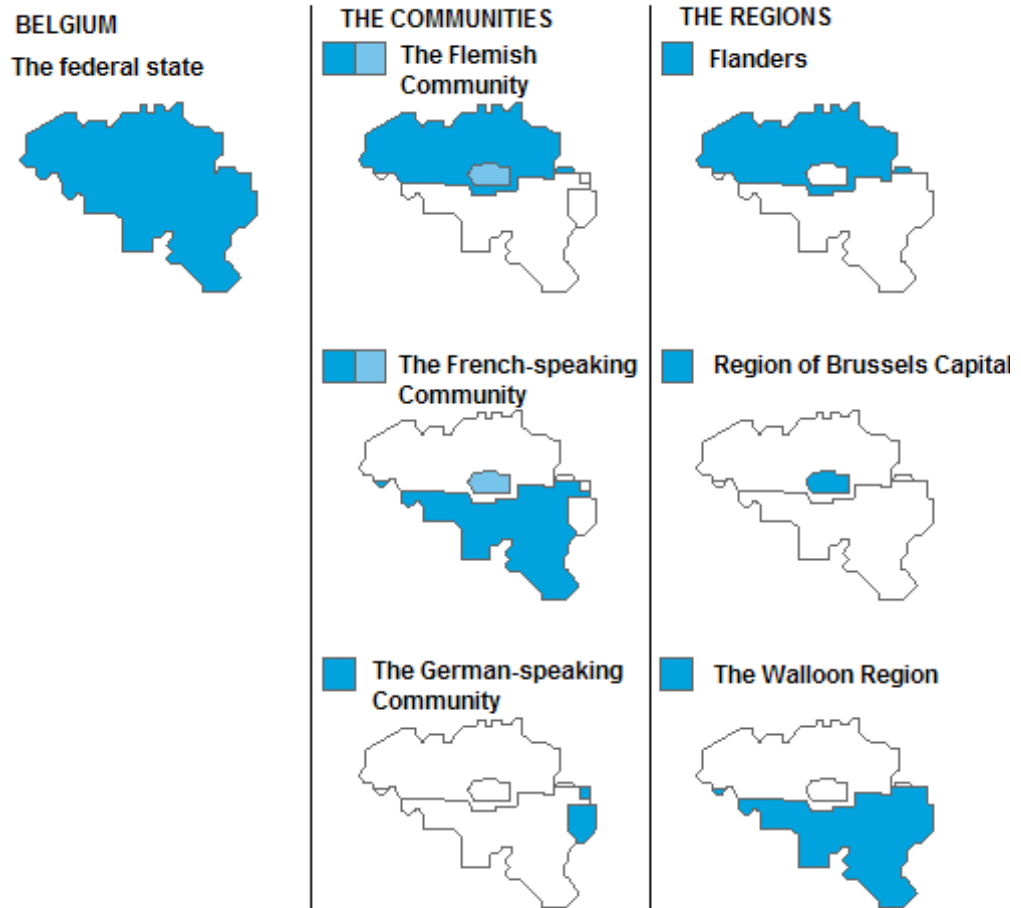 BELGIUM
The federal state
THE COMMUNITIES
The Flemish
Community
The French-speaking
Community
The German-speaking
Community
THE REGIONS
Flanders
Region of Brussels Capital
The Walloon Region